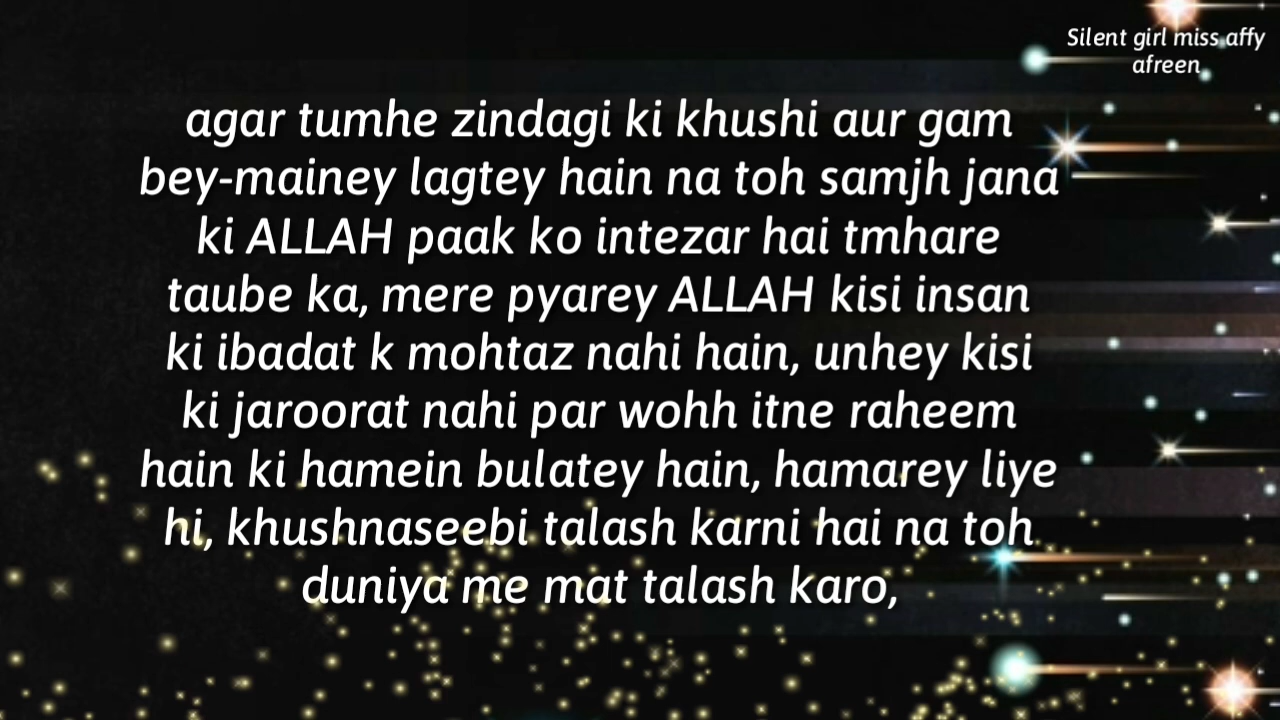 Silent girl miss affy
afreen
agar tumhe zindagi ki khushi aur gam
bey-mainey lagtey hain na toh samjh jana
ki ALLAH paak ko intezar hai tmhare
taube ka, mere pyarey ALLAH kisi insan
ki ibadat k mohtaz nahi hain, unhey kisi
ki jaroorat nahi par wohh itne raheem
hain ki hamein bulatey hain, hamarey liye
hi, khushnaseebi talash karni hai na toh
duniya me mat talash karo,